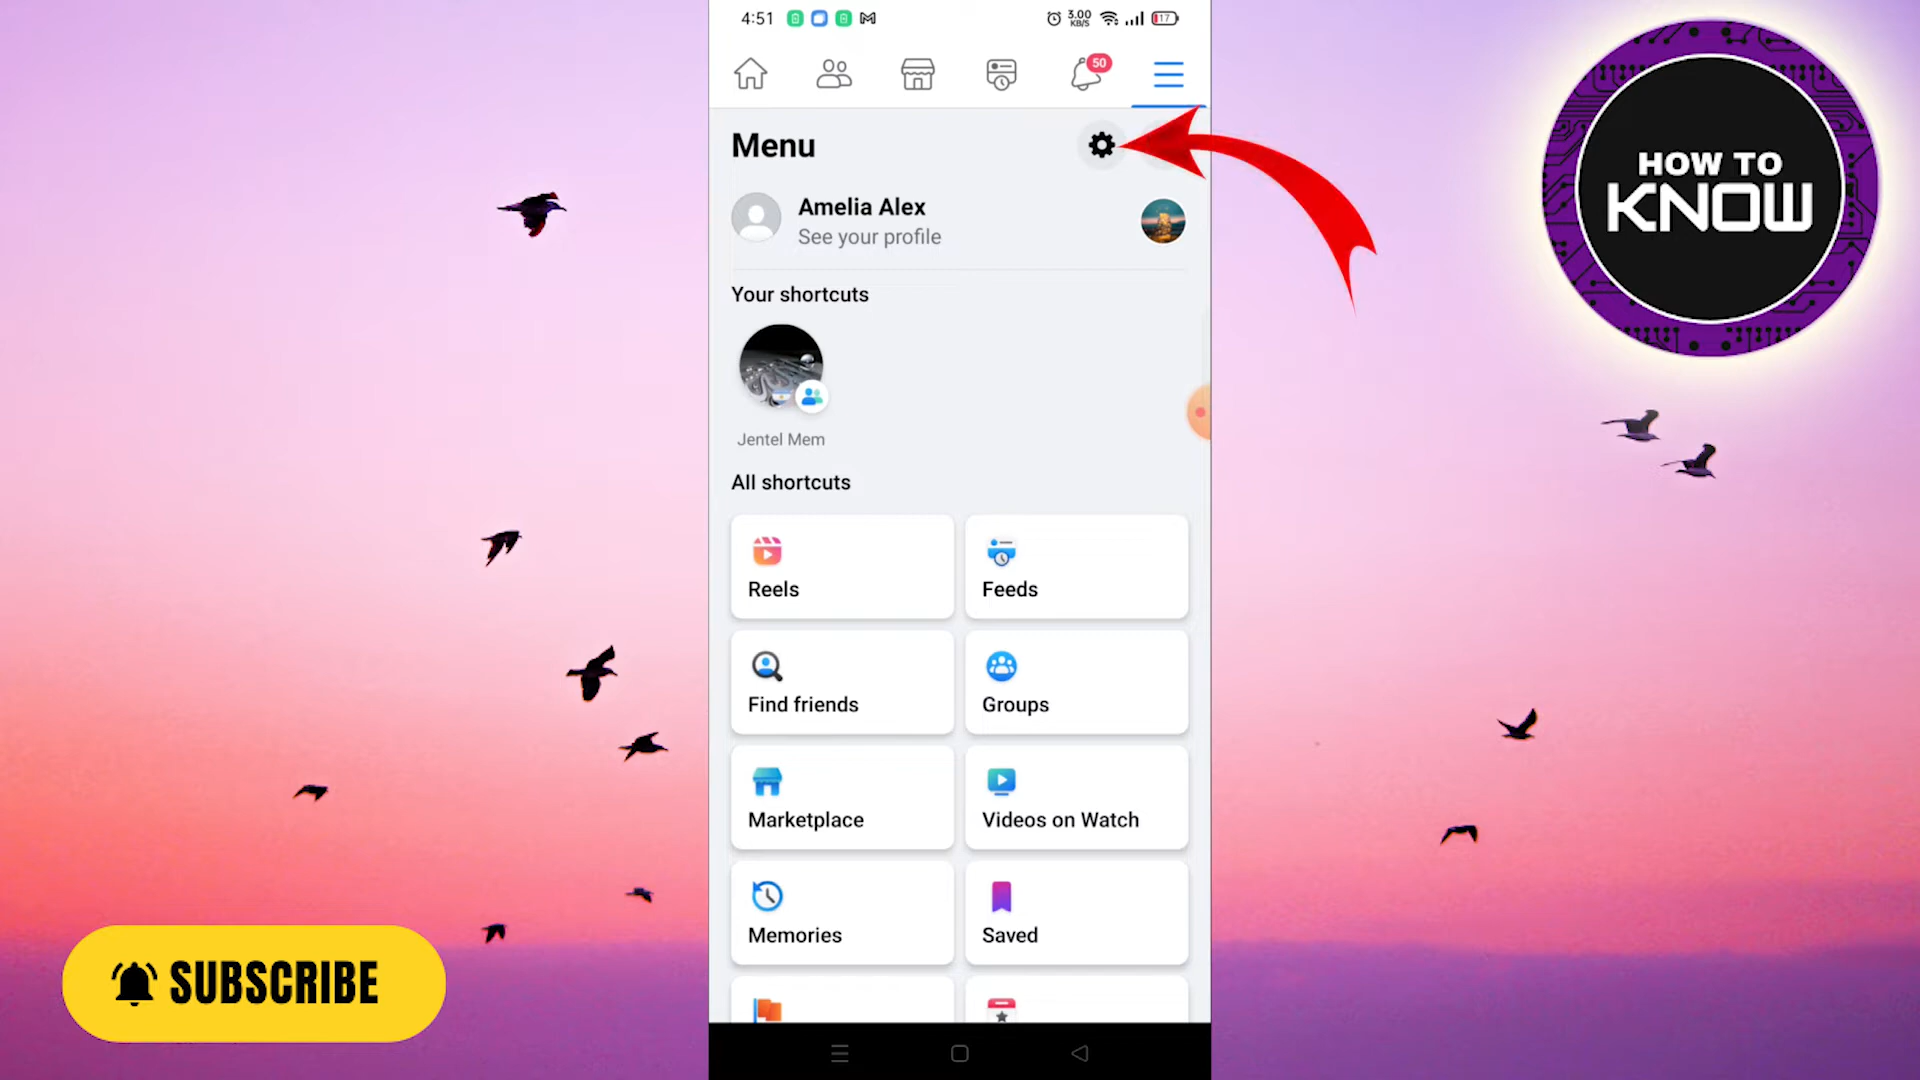 4:51
3.00
KB/S
17
50
Menu
Amelia Alex
See your profile
Your shortcuts
Jentel Mem
All shortcuts
Reels
Feeds
Find friends
Groups
Marketplace
Videos on Watch
Memories
Saved
HOW TO
KNOW
SUBSCRIBE